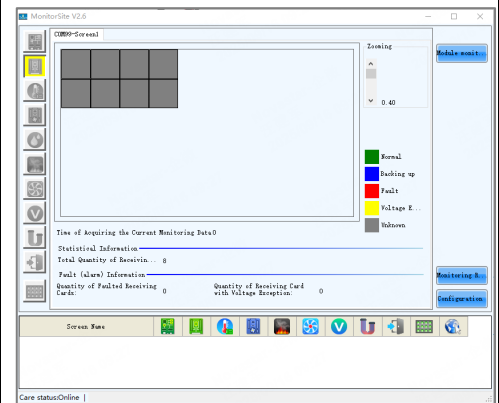 MonitorSite V2.6
COM99-Screen1
Zooming
Module monit...
0.40
Normal
Backing up
Fault
Voltage E...
Unknown
Time of Acquiring the Current Monitoring Data0
Statistical Information
Total Quantity of Receivin... 8
Fault (alarm) Information
Quantity of Faulted Receiving Cards: 0
Quantity of Receiving Card with Voltage Exception: 0
Monitoring R...
Configuration
Screen Name
Care status:Online |